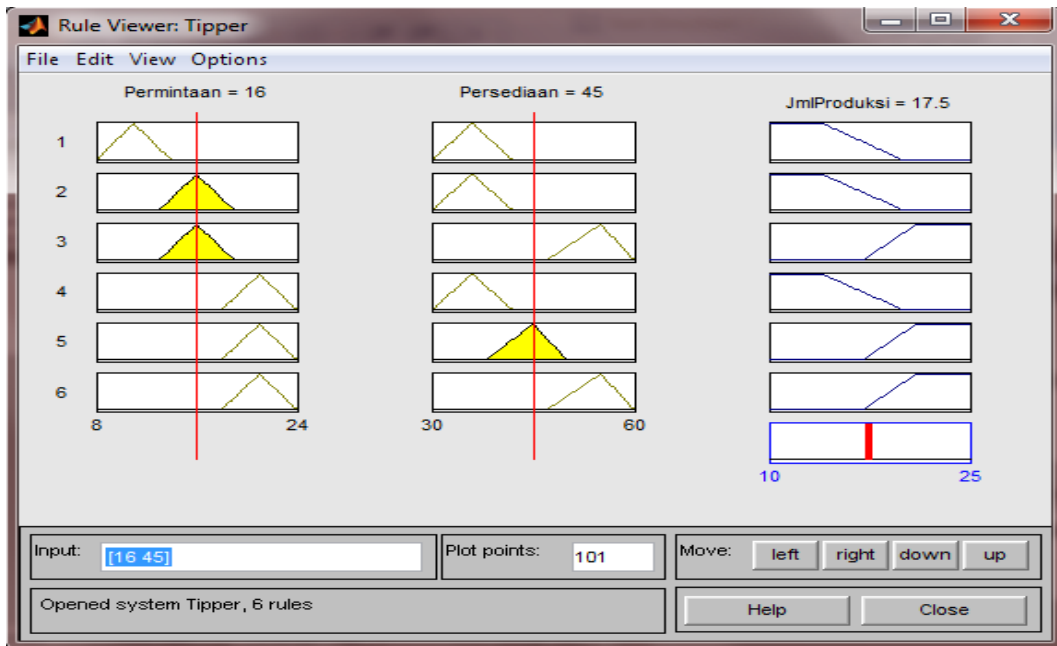 Rule Viewer: Tipper
File Edit View Options
Permintaan = 16
Persediaan = 45
JmlProduksi = 17.5
1
2
3
4
5
6
8 24
30 60
10 25
Input: [16 45]
Plot points: 101
Move: left right down up
Opened system Tipper, 6 rules
Help Close